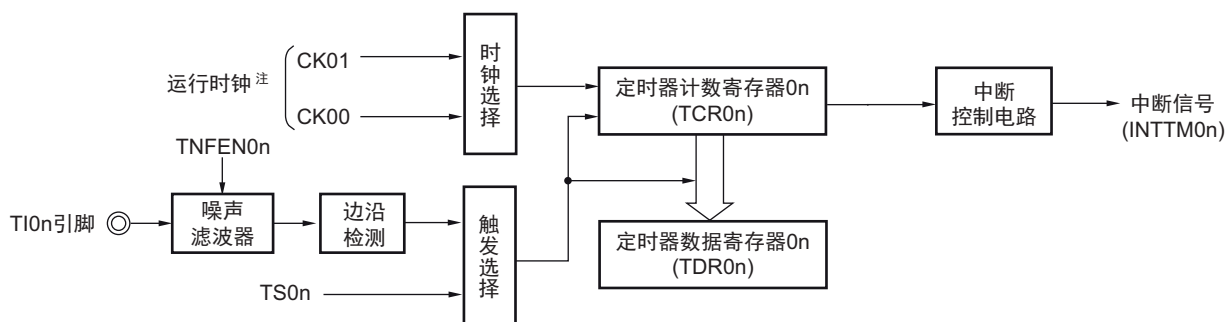 运行时钟 注
CK01
CK00
时钟选择
定时器计数寄存器0n
(TCR0n)
中断
控制电路
中断信号
(INTTM0n)
TNFEN0n
TI0n引脚
噪声
滤波器
边沿
检测
触发选择
定时器数据寄存器0n
(TDR0n)
TS0n